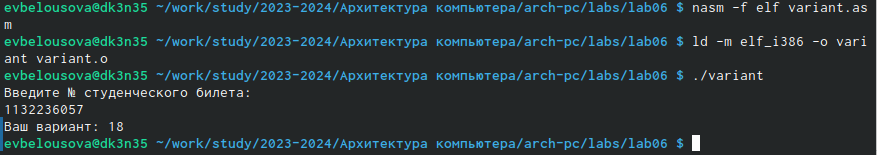 evbelousova@dk3n35 ~/work/study/2023-2024/Архитектура компьютера/arch-pc/labs/lab06 $ nasm -f elf variant.as
m
evbelousova@dk3n35 ~/work/study/2023-2024/Архитектура компьютера/arch-pc/labs/lab06 $ ld -m elf_i386 -o vari
ant variant.o
evbelousova@dk3n35 ~/work/study/2023-2024/Архитектура компьютера/arch-pc/labs/lab06 $ ./variant
Введите № студенческого билета:
1132236057
Ваш вариант: 18
evbelousova@dk3n35 ~/work/study/2023-2024/Архитектура компьютера/arch-pc/labs/lab06 $